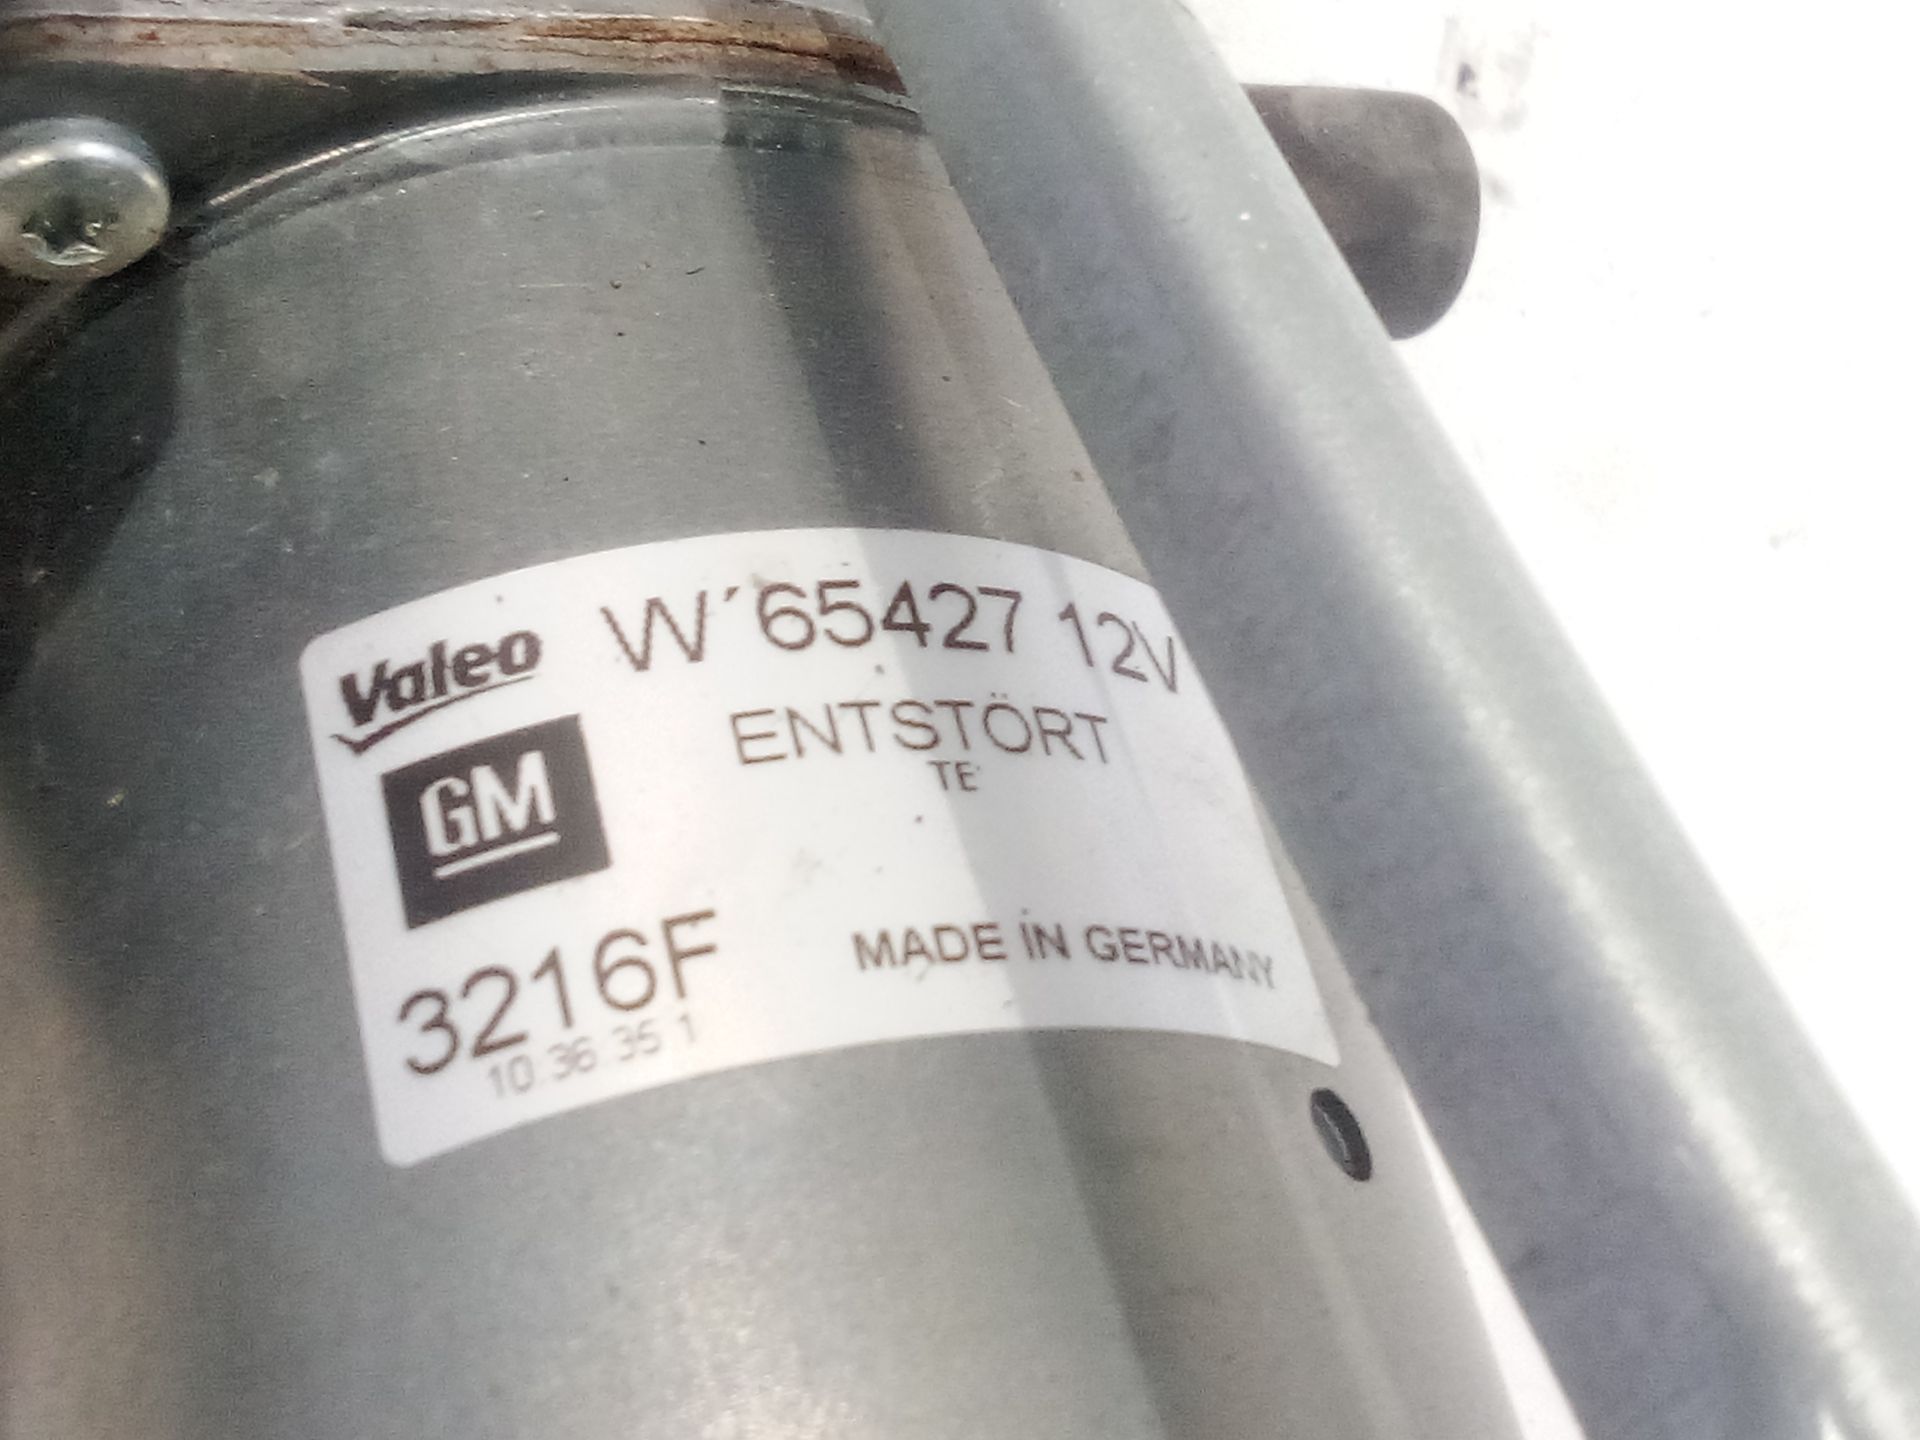 Valeo W´65427 12V
ENTSTÖRT
TE
GM
3216F MADE IN GERMANY
10 36 35 1